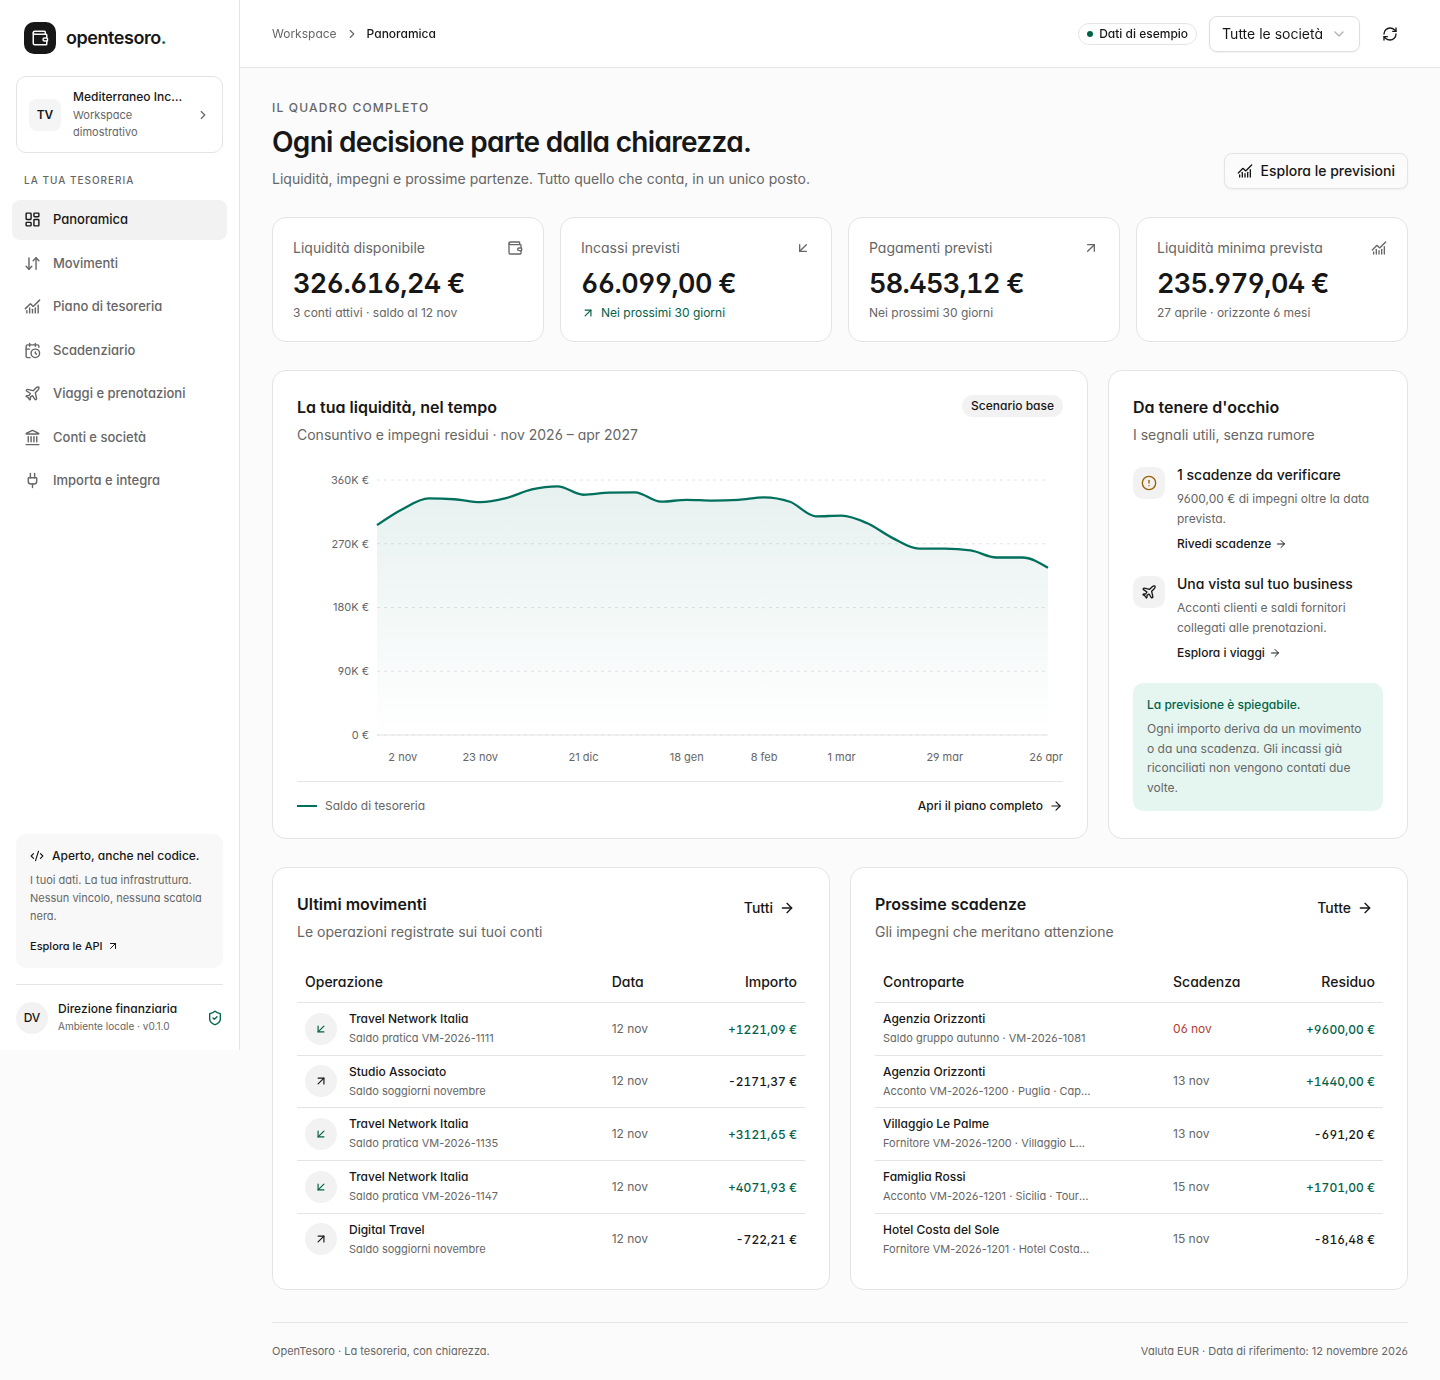 opentesoro.
TV
Mediterraneo Inc...
Workspace
dimostrativo
LA TUA TESORERIA
Panoramica
Movimenti
Piano di tesoreria
Scadenziario
Viaggi e prenotazioni
Conti e società
Importa e integra
Aperto, anche nel codice.
I tuoi dati. La tua infrastruttura.
Nessun vincolo, nessuna scatola
nera.
Esplora le API
DV
Direzione finanziaria
Ambiente locale · v0.1.0
Workspace > Panoramica
Dati di esempio
Tutte le società
IL QUADRO COMPLETO
Ogni decisione parte dalla chiarezza.
Liquidità, impegni e prossime partenze. Tutto quello che conta, in un unico posto.
Esplora le previsioni
Liquidità disponibile
326.616,24 €
3 conti attivi · saldo al 12 nov
Incassi previsti
66.099,00 €
Nei prossimi 30 giorni
Pagamenti previsti
58.453,12 €
Nei prossimi 30 giorni
Liquidità minima prevista
235.979,04 €
27 aprile · orizzonte 6 mesi
La tua liquidità, nel tempo
Scenario base
Consuntivo e impegni residui · nov 2026 – apr 2027
360K €
270K €
180K €
90K €
0 €
2 nov 23 nov 21 dic 18 gen 8 feb 1 mar 29 mar 26 apr
Saldo di tesoreria
Apri il piano completo
Da tenere d'occhio
I segnali utili, senza rumore
1 scadenze da verificare
9600,00 € di impegni oltre la data
prevista.
Rivedi scadenze
Una vista sul tuo business
Acconti clienti e saldi fornitori
collegati alle prenotazioni.
Esplora i viaggi
La previsione è spiegabile.
Ogni importo deriva da un movimento
o da una scadenza. Gli incassi già
riconciliati non vengono contati due
volte.
Ultimi movimenti
Tutti
Le operazioni registrate sui tuoi conti
Operazione Data Importo
Travel Network Italia
Saldo pratica VM-2026-1111
12 nov
+1221,09 €
Studio Associato
Saldo soggiorni novembre
12 nov
-2171,37 €
Travel Network Italia
Saldo pratica VM-2026-1135
12 nov
+3121,65 €
Travel Network Italia
Saldo pratica VM-2026-1147
12 nov
+4071,93 €
Digital Travel
Saldo soggiorni novembre
12 nov
-722,21 €
Prossime scadenze
Tutte
Gli impegni che meritano attenzione
Controparte Scadenza Residuo
Agenzia Orizzonti
Saldo gruppo autunno · VM-2026-1081
06 nov
+9600,00 €
Agenzia Orizzonti
Acconto VM-2026-1200 · Puglia · Cap...
13 nov
+1440,00 €
Villaggio Le Palme
Fornitore VM-2026-1200 · Villaggio L...
13 nov
-691,20 €
Famiglia Rossi
Acconto VM-2026-1201 · Sicilia · Tour...
15 nov
+1701,00 €
Hotel Costa del Sole
Fornitore VM-2026-1201 · Hotel Costa...
15 nov
-816,48 €
OpenTesoro · La tesoreria, con chiarezza.
Valuta EUR · Data di riferimento: 12 novembre 2026